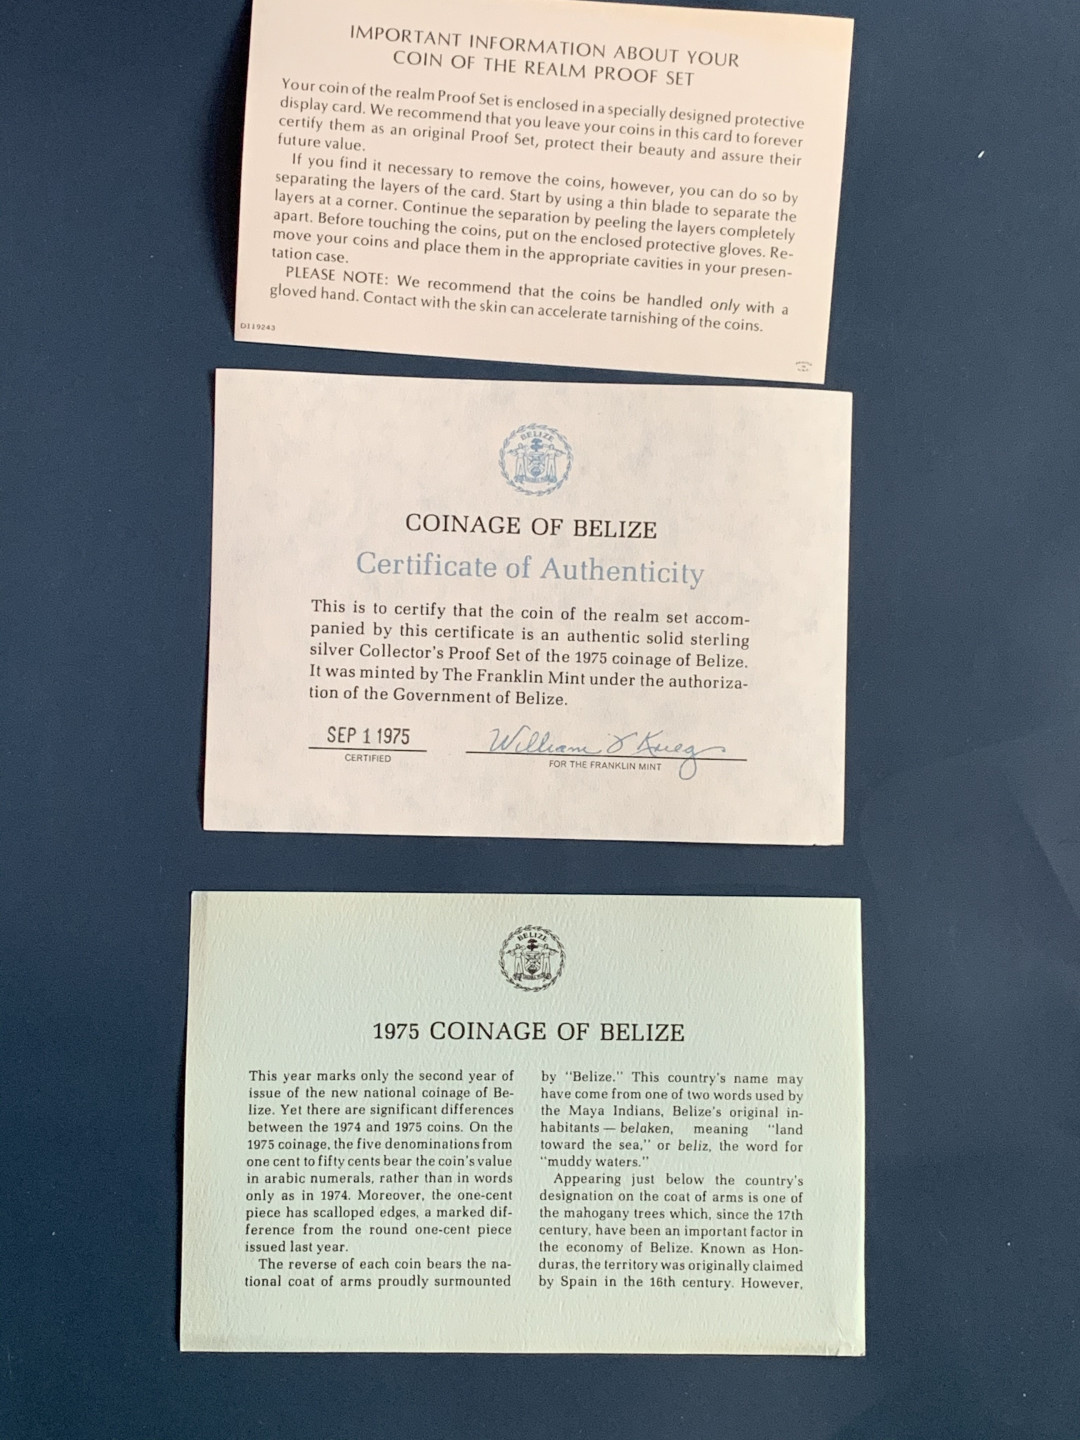 IMPORTANT INFORMATION ABOUT YOUR
COIN OF THE REALM PROOF SET
Your coin of the realm Proof Set is enclosed in a specially designed protective
display card. We recommend that you leave your coins in this card to forever
certify them as an original Proof Set, protect their beauty and assure their
future value.
If you find it necessary to remove the coins, however, you can do so by
separating the layers of the card. Start by using a thin blade to separate the
layers at a corner. Continue the separation by peeling the layers completely
apart. Before touching the coins, put on the enclosed protective gloves. Re-
move your coins and place them in the appropriate cavities in your presen-
tation case.
PLEASE NOTE: We recommend that the coins be handled only with a
gloved hand. Contact with the skin can accelerate tarnishing of the coins.
D119243
BELIZE
COINAGE OF BELIZE
Certificate of Authenticity
This is to certify that the coin of the realm set accom-
panied by this certificate is an authentic solid sterling
silver Collector's Proof Set of the 1975 coinage of Belize.
It was minted by The Franklin Mint under the authoriza-
tion of the Government of Belize.
SEP 1 1975
William Krieg
CERTIFIED
FOR THE FRANKLIN MINT
BELIZE
1975 COINAGE OF BELIZE
This year marks only the second year of
issue of the new national coinage of Be-
lize. Yet there are significant differences
between the 1974 and 1975 coins. On the
1975 coinage, the five denominations from
one cent to fifty cents bear the coin's value
in arabic numerals, rather than in words
only as in 1974. Moreover, the one-cent
piece has scalloped edges, a marked dif-
ference from the round one-cent piece
issued last year.
The reverse of each coin bears the na-
tional coat of arms proudly surmounted
by "Belize." This country's name may
have come from one of two words used by
the Maya Indians, Belize's original in-
habitants — belaken, meaning "land
toward the sea," or beliz, the word for
"muddy waters."
Appearing just below the country's
designation on the coat of arms is one of
the mahogany trees which, since the 17th
century, have been an important factor in
the economy of Belize. Known as Hon-
duras, the territory was originally claimed
by Spain in the 16th century. However,